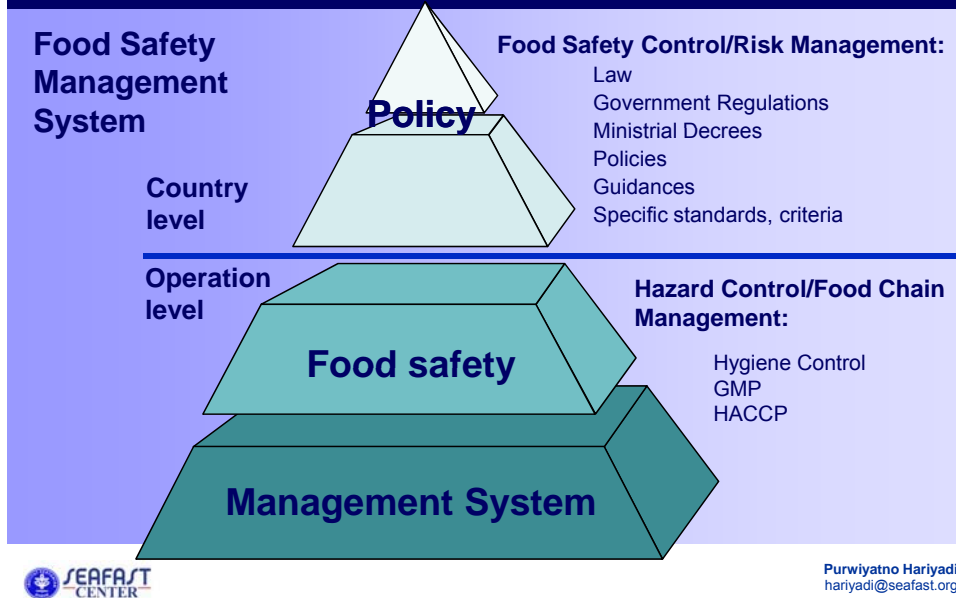 Food Safety
Management
System
Policy
Food Safety Control/Risk Management:
Law
Government Regulations
Ministrial Decrees
Policies
Guidances
Specific standards, criteria
Country
level
Operation
level
Hazard Control/Food Chain
Management:
Hygiene Control
GMP
HACCP
Food safety
Management System
SEAFAST
CENTER
Purwiyatno Hariyadi
hariyadi@seafast.org